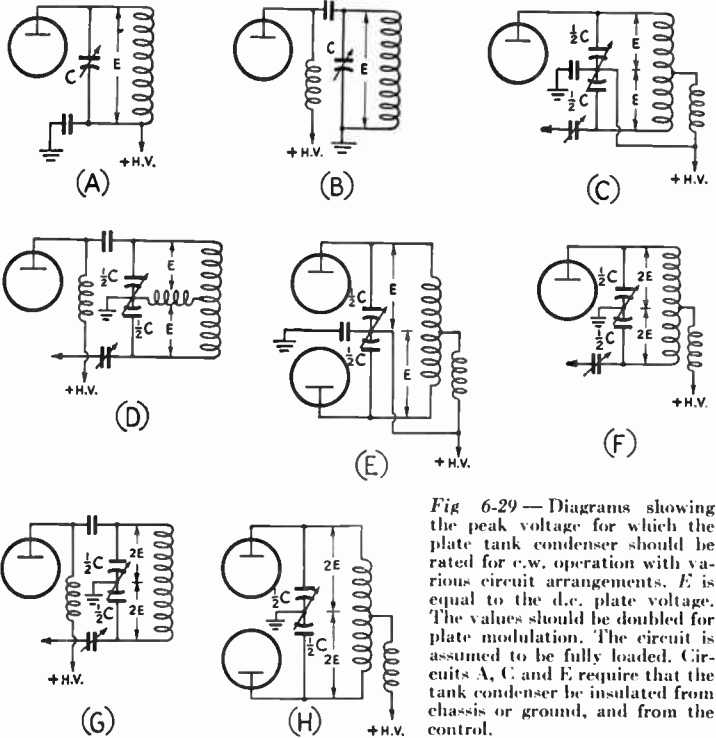 C
E
+ H.V.
(A)
C
E
+H.V.
(B)
½C
E
½C
E
+ H.V.
(C)
½C
E
½C
E
+H.V.
(D)
½C
E
½C
E
+ H.V.
(E)
½C
2E
½C
2E
+H.V.
(F)
½C
2E
½C
2E
+H.V.
(G)
½C
2E
½C
2E
+ H.V.
(H)
Fig 6-29 — Diagrams showing
the peak voltage for which the
plate tank condenser should be
rated for c.w. operation with va-
rious circuit arrangements. E is
equal to the d.c. plate voltage.
The values should be doubled for
plate modulation. The circuit is
assumed to be fully loaded. Cir-
cuits A, C and E require that the
tank condenser be insulated from
chassis or ground, and from the
control.